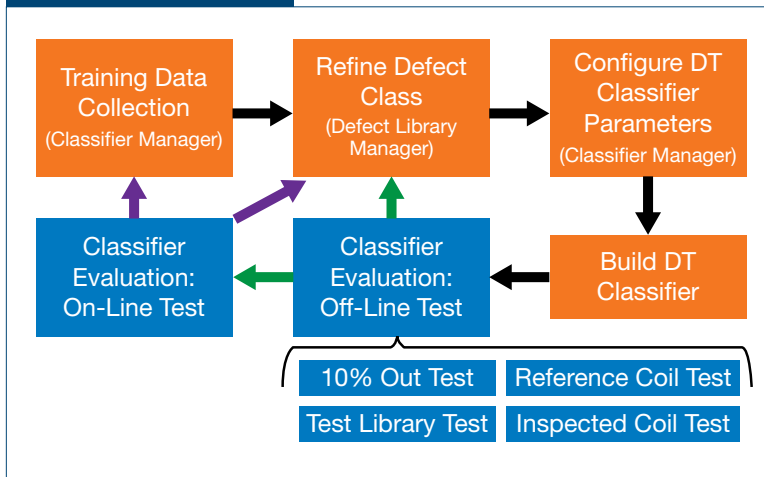 Training Data
Collection
(Classifier Manager)
Refine Defect
Class
(Defect Library
Manager)
Configure DT
Classifier
Parameters
(Classifier Manager)
Classifier
Evaluation:
On-Line Test
Classifier
Evaluation:
Off-Line Test
Build DT
Classifier
10% Out Test
Reference Coil Test
Test Library Test
Inspected Coil Test